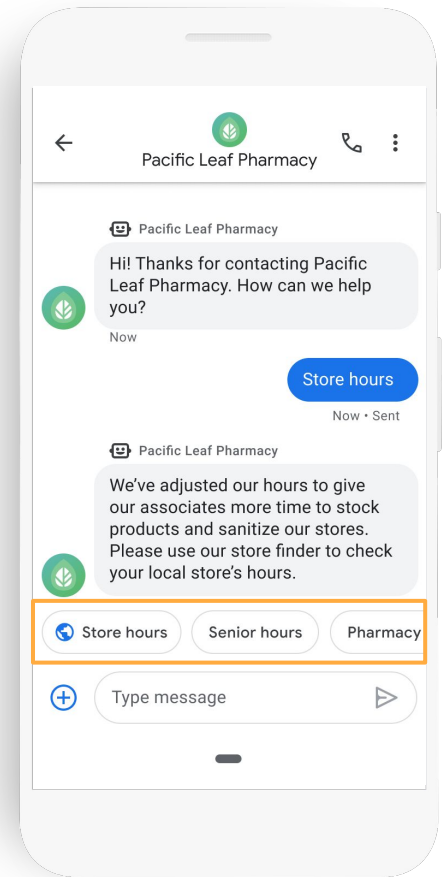 Pacific Leaf Pharmacy
Pacific Leaf Pharmacy
Hi! Thanks for contacting Pacific
Leaf Pharmacy. How can we help
you?
Now
Store hours
Now • Sent
Pacific Leaf Pharmacy
We’ve adjusted our hours to give
our associates more time to stock
products and sanitize our stores.
Please use our store finder to check
your local store’s hours.
Store hours Senior hours Pharmacy
Type message